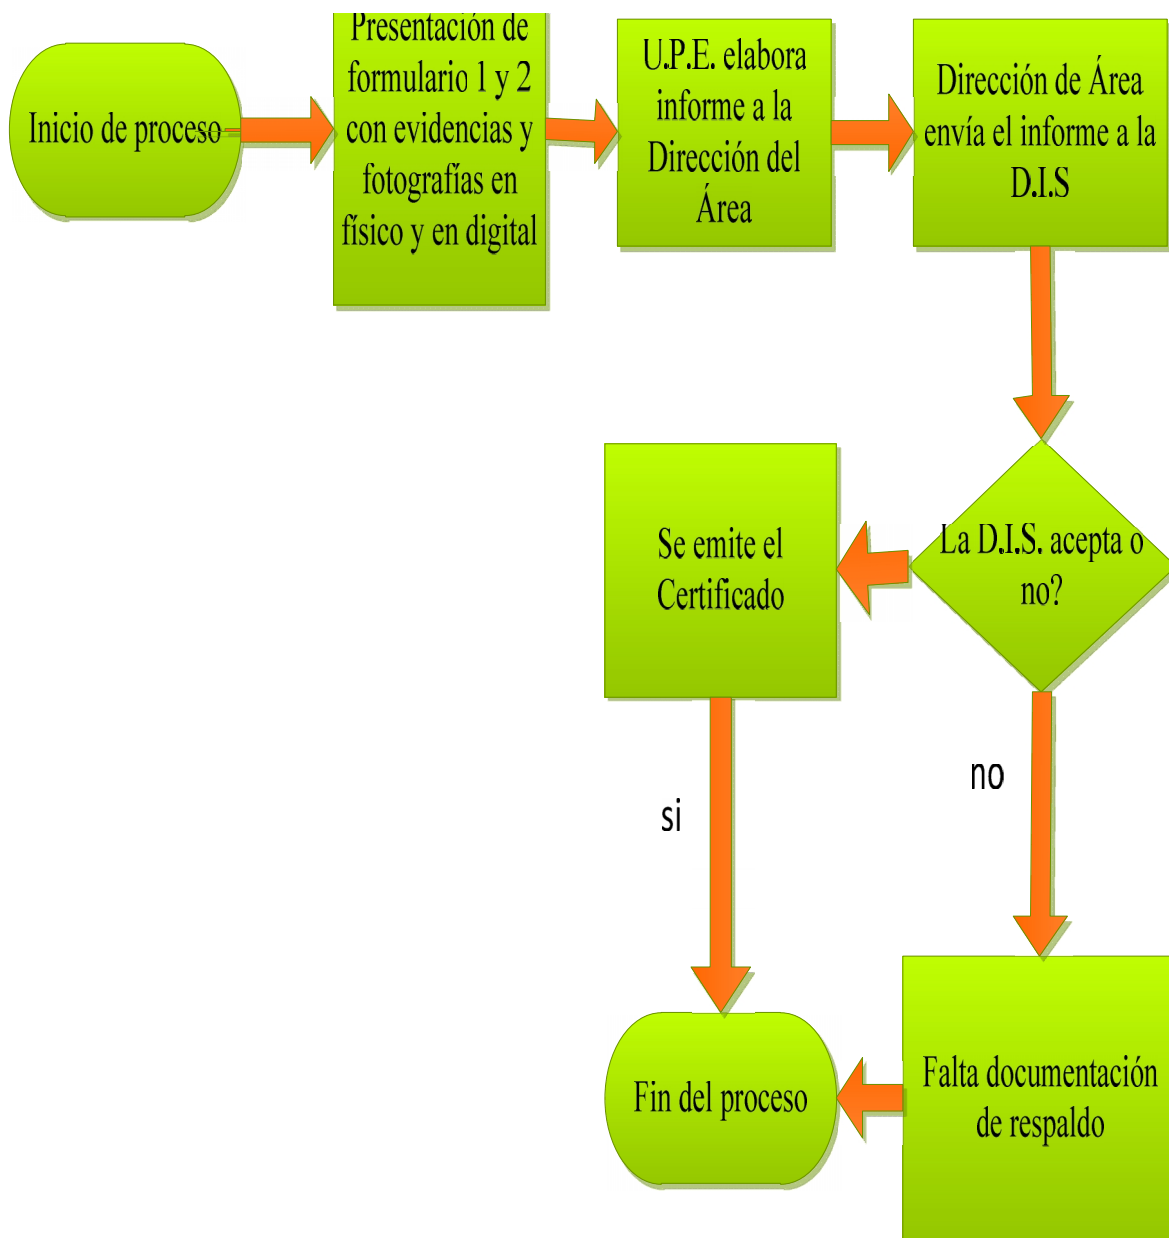 Inicio de proceso
Presentación de
formulario 1 y 2
con evidencias y
fotografías en
físico y en digital
U.P.E. elabora
informe a la
Dirección del
Área
Dirección de Área
envía el informe a la
D.I.S
La D.I.S. acepta o
no?
Se emite el
Certificado
si
no
Falta documentación
de respaldo
Fin del proceso